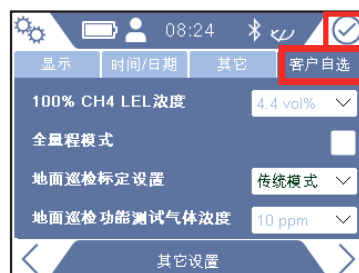 08:24
显示 时间/日期 其它 客户自选
100% CH4 LEL浓度 4.4 vol%
全量程模式
地面巡检标定设置 传统模式
地面巡检功能测试气体浓度 10 ppm
其它设置